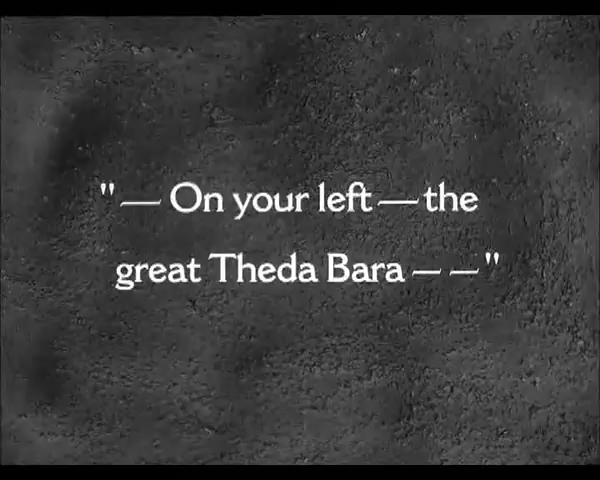 "— On your left — the
great Theda Bara — —"